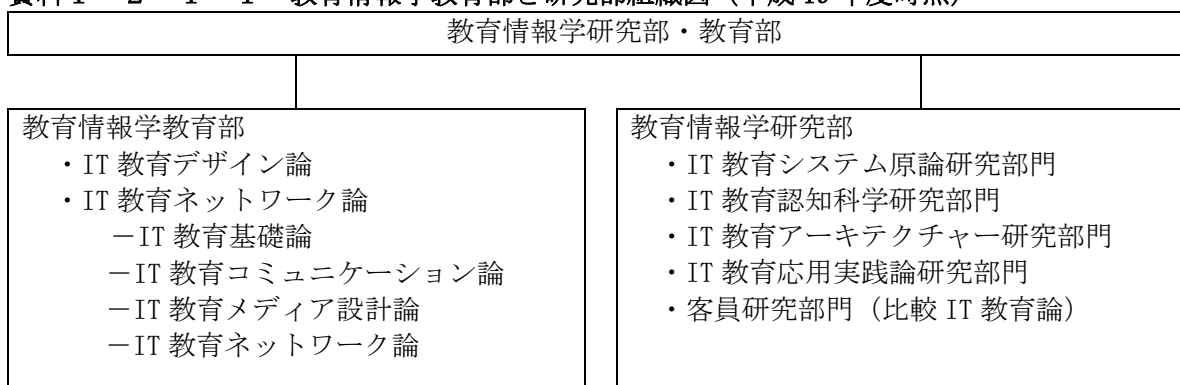 教育情報学研究部・教育部
教育情報学教育部
・IT 教育デザイン論
・IT 教育ネットワーク論
－IT 教育基礎論
－IT 教育コミュニケーション論
－IT 教育メディア設計論
－IT 教育ネットワーク論
教育情報学研究部
・IT 教育システム原論研究部門
・IT 教育認知科学研究部門
・IT 教育アーキテクチャー研究部門
・IT 教育応用実践論研究部門
・客員研究部門（比較 IT 教育論）